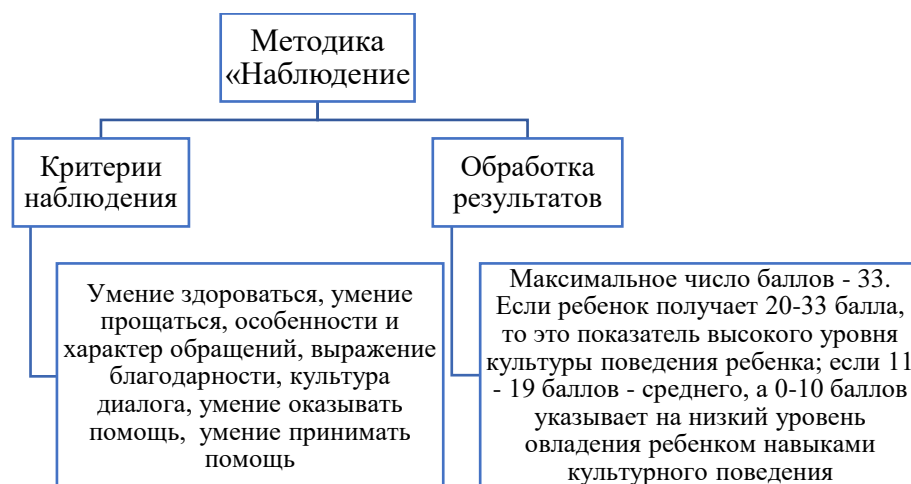 Методика
«Наблюдение
Критерии
наблюдения
Обработка
результатов
Умение здороваться, умение
прощаться, особенности и
характер обращений, выражение
благодарности, культура
диалога, умение оказывать
помощь, умение принимать
помощь
Максимальное число баллов - 33.
Если ребенок получает 20-33 балла,
то это показатель высокого уровня
культуры поведения ребенка; если 11
- 19 баллов - среднего, а 0-10 баллов
указывает на низкий уровень
овладения ребенком навыками
культурного поведения